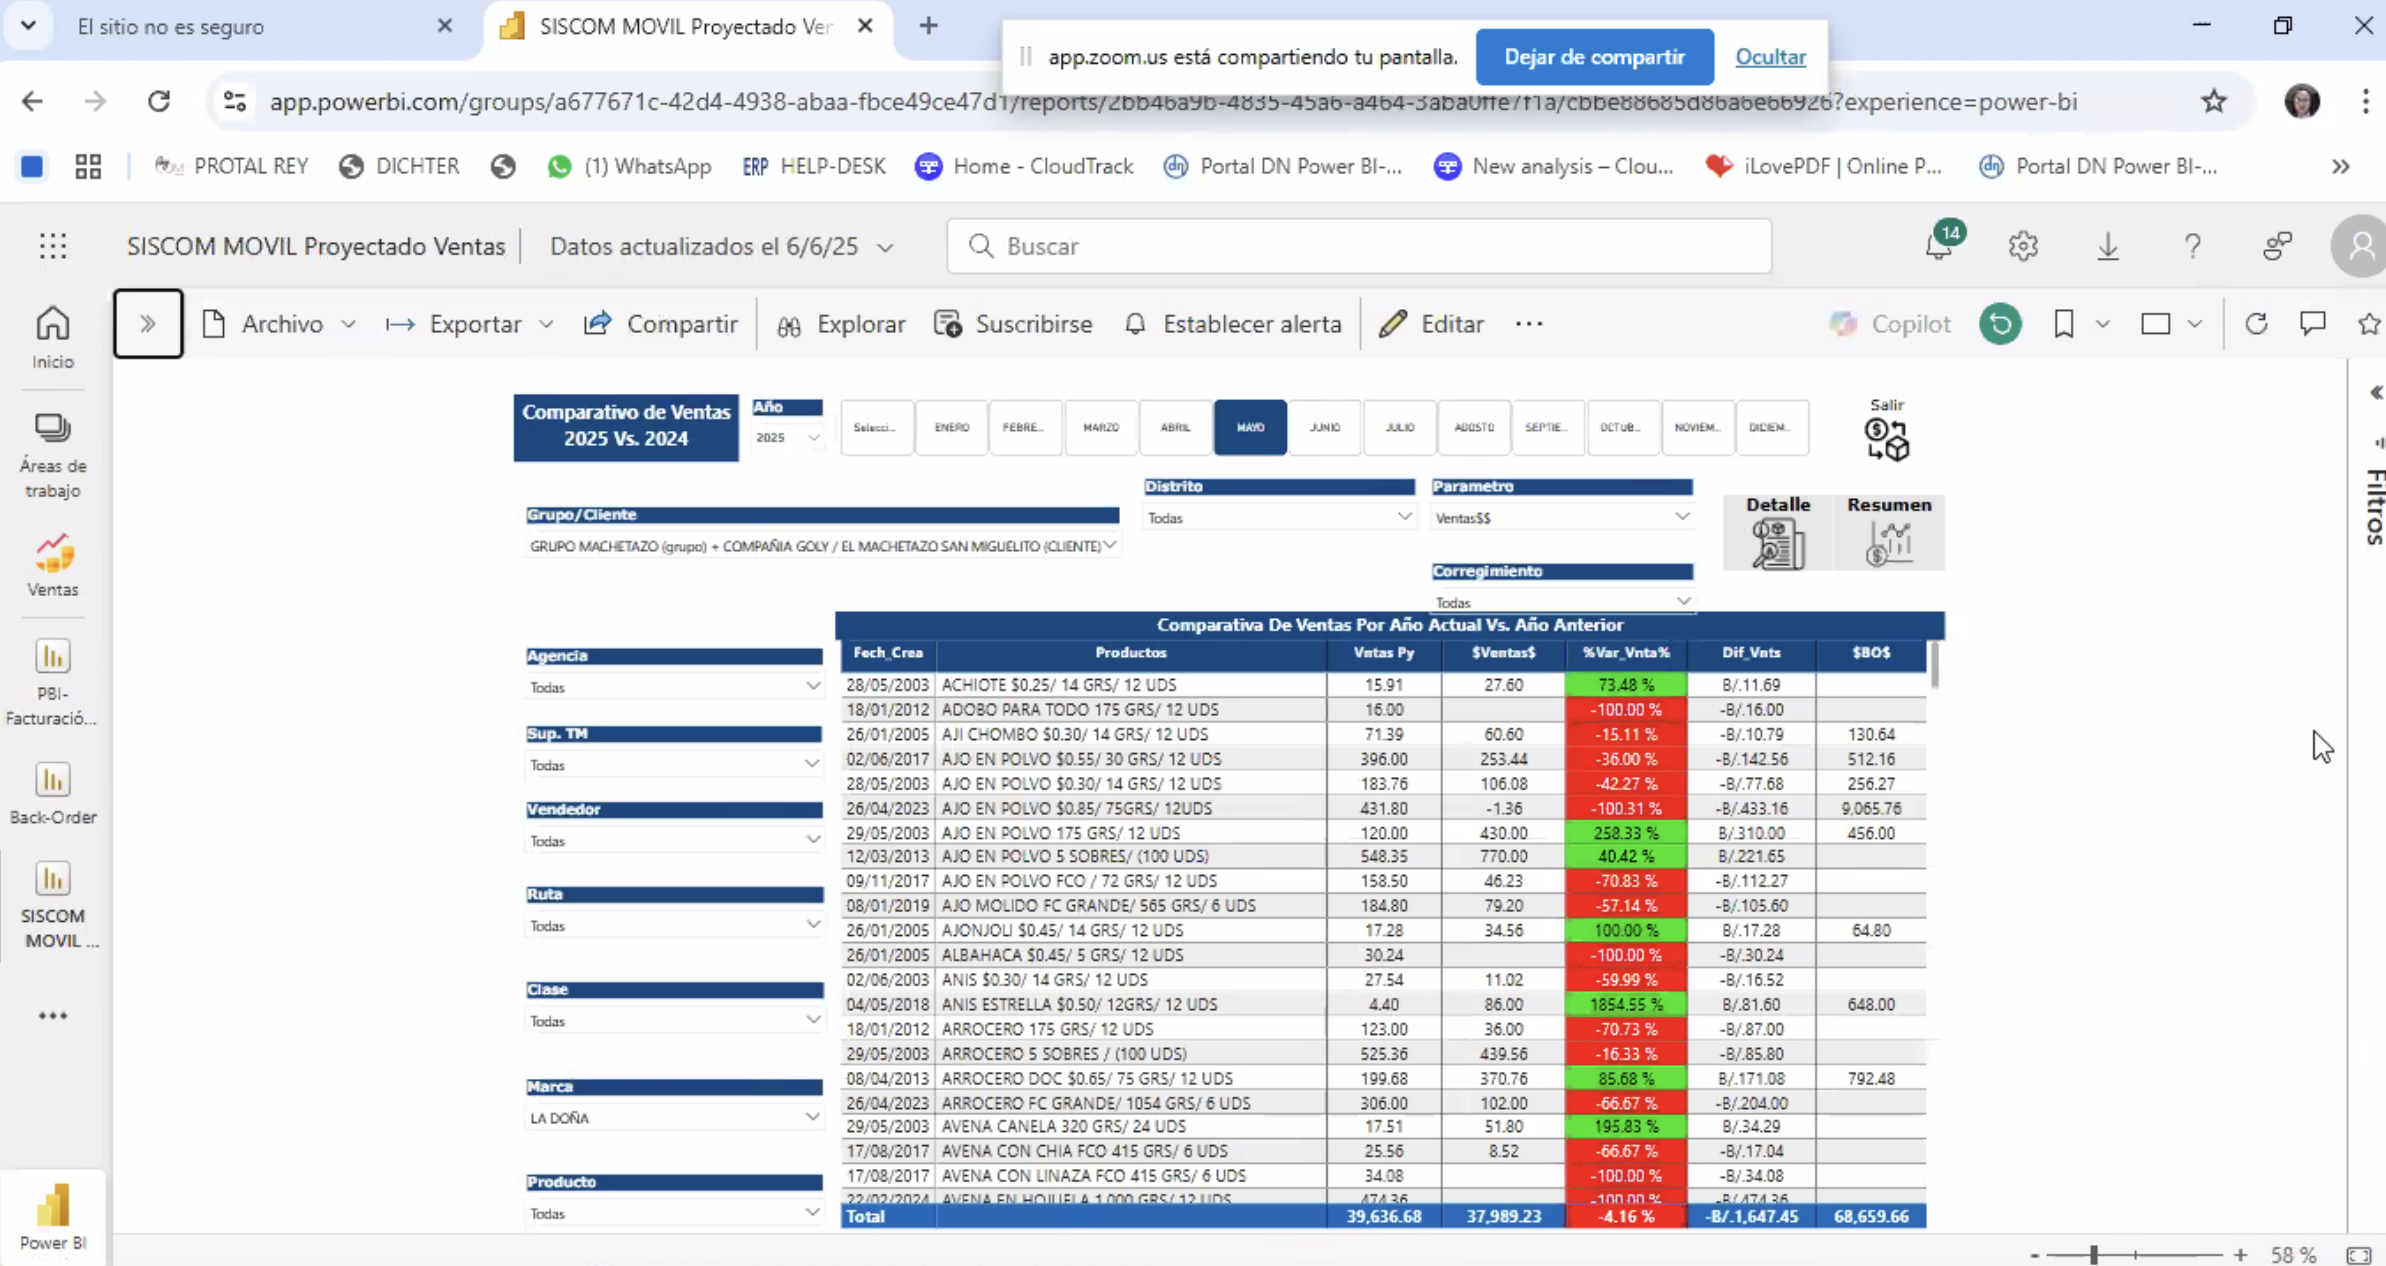 El sitio no es seguro
SISCOM MOVIL Proyectado Ver
app.zoom.us está compartiendo tu pantalla. Dejar de compartir Ocultar
app.powerbi.com/groups/a677671c-42d4-4938-abaa-fbce49ce47d1/reports/2bb46a9b-4835-45a6-a464-3aba0ffe7f1a/cbbe88685d86a6e66926?experience=power-bi
PROTAL REY DICHTER (1) WhatsApp ERP HELP-DESK Home - CloudTrack dn Portal DN Power BI-... New analysis – Clou... iLovePDF | Online P... dn Portal DN Power BI-...
SISCOM MOVIL Proyectado Ventas Datos actualizados el 6/6/25 Buscar 14
Archivo Exportar Compartir Explorar Suscribirse Establecer alerta Editar ... Copilot
Inicio
Áreas de
trabajo
Ventas
PBI-
Facturació...
Back-Order
SISCOM
MOVIL ...
Power BI
Comparativo de Ventas
2025 Vs. 2024
Año
2025
Selecci... ENERO FEBRE... MARZO ABRIL MAYO JUNIO JULIO AGOSTO SEPTIE... OCTUB... NOVIEM... DICIEM...
Salir
Grupo/Cliente
GRUPO MACHETAZO (grupo) + COMPAÑIA GOLY / EL MACHETAZO SAN MIGUELITO (CLIENTE)
Distrito
Todas
Parametro
Ventas$$
Corregimiento
Todas
Detalle Resumen
Filtros
Agencia
Todas
Sup. TM
Todas
Vendedor
Todas
Ruta
Todas
Clase
Todas
Marca
LA DOÑA
Producto
Todas
Comparativa De Ventas Por Año Actual Vs. Año Anterior
Fech_Crea Productos Vntas Py $Ventas$ %Var_Vnta% Dif_Vnts $BO$
28/05/2003 ACHIOTE $0.25/ 14 GRS/ 12 UDS 15.91 27.60 73.48 % B/.11.69
18/01/2012 ADOBO PARA TODO 175 GRS/ 12 UDS 16.00 -100.00 % -B/.16.00
26/01/2005 AJI CHOMBO $0.30/ 14 GRS/ 12 UDS 71.39 60.60 -15.11 % -B/.10.79 130.64
02/06/2017 AJO EN POLVO $0.55/ 30 GRS/ 12 UDS 396.00 253.44 -36.00 % -B/.142.56 512.16
28/05/2003 AJO EN POLVO $0.30/ 14 GRS/ 12 UDS 183.76 106.08 -42.27 % -B/.77.68 256.27
26/04/2023 AJO EN POLVO $0.85/ 75GRS/ 12UDS 431.80 -1.36 -100.31 % -B/.433.16 9,065.76
29/05/2003 AJO EN POLVO 175 GRS/ 12 UDS 120.00 430.00 258.33 % B/.310.00 456.00
12/03/2013 AJO EN POLVO 5 SOBRES/ (100 UDS) 548.35 770.00 40.42 % B/.221.65
09/11/2017 AJO EN POLVO FCO / 72 GRS/ 12 UDS 158.50 46.23 -70.83 % -B/.112.27
08/01/2019 AJO MOLIDO FC GRANDE/ 565 GRS/ 6 UDS 184.80 79.20 -57.14 % -B/.105.60
26/01/2005 AJONJOLI $0.45/ 14 GRS/ 12 UDS 17.28 34.56 100.00 % B/.17.28 64.80
26/01/2005 ALBAHACA $0.45/ 5 GRS/ 12 UDS 30.24 -100.00 % -B/.30.24
02/06/2003 ANIS $0.30/ 14 GRS/ 12 UDS 27.54 11.02 -59.99 % -B/.16.52
04/05/2018 ANIS ESTRELLA $0.50/ 12GRS/ 12 UDS 4.40 86.00 1854.55 % B/.81.60 648.00
18/01/2012 ARROCERO 175 GRS/ 12 UDS 123.00 36.00 -70.73 % -B/.87.00
29/05/2003 ARROCERO 5 SOBRES / (100 UDS) 525.36 439.56 -16.33 % -B/.85.80
08/04/2013 ARROCERO DOC $0.65/ 75 GRS/ 12 UDS 199.68 370.76 85.68 % B/.171.08 792.48
26/04/2023 ARROCERO FC GRANDE/ 1054 GRS/ 6 UDS 306.00 102.00 -66.67 % -B/.204.00
29/05/2003 AVENA CANELA 320 GRS/ 24 UDS 17.51 51.80 195.83 % B/.34.29
17/08/2017 AVENA CON CHIA FCO 415 GRS/ 6 UDS 25.56 8.52 -66.67 % -B/.17.04
17/08/2017 AVENA CON LINAZA FCO 415 GRS/ 6 UDS 34.08 -100.00 % -B/.34.08
22/02/2024 AVENA EN HOJUELA 1,000 GRS/ 12 UDS 474.36 -100.00 % -B/.474.36
Total 39,636.68 37,989.23 -4.16 % -B/.1,647.45 68,659.66
58 %